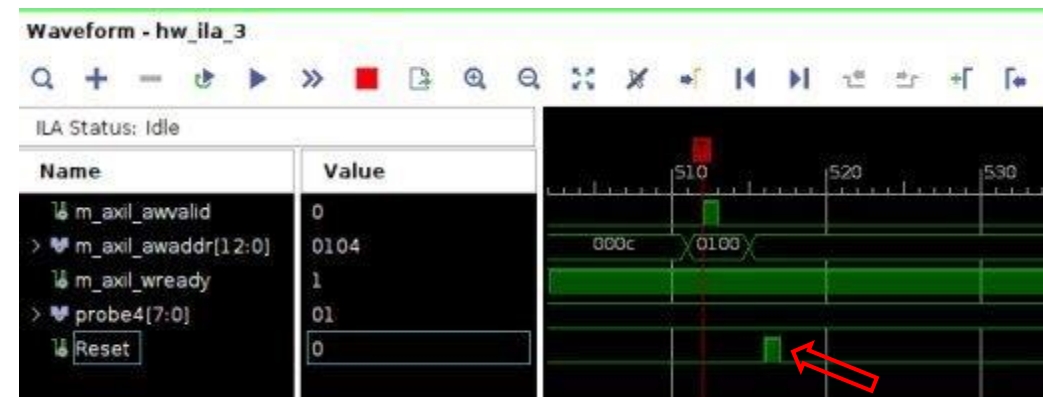 Waveform - hw_ila_3
ILA Status: Idle
Name Value
510 520 530
m_axil_awvalid 0
m_axil_awaddr[12:0] 0104 000c 0100
m_axil_wready 1
probe4[7:0] 01
Reset 0